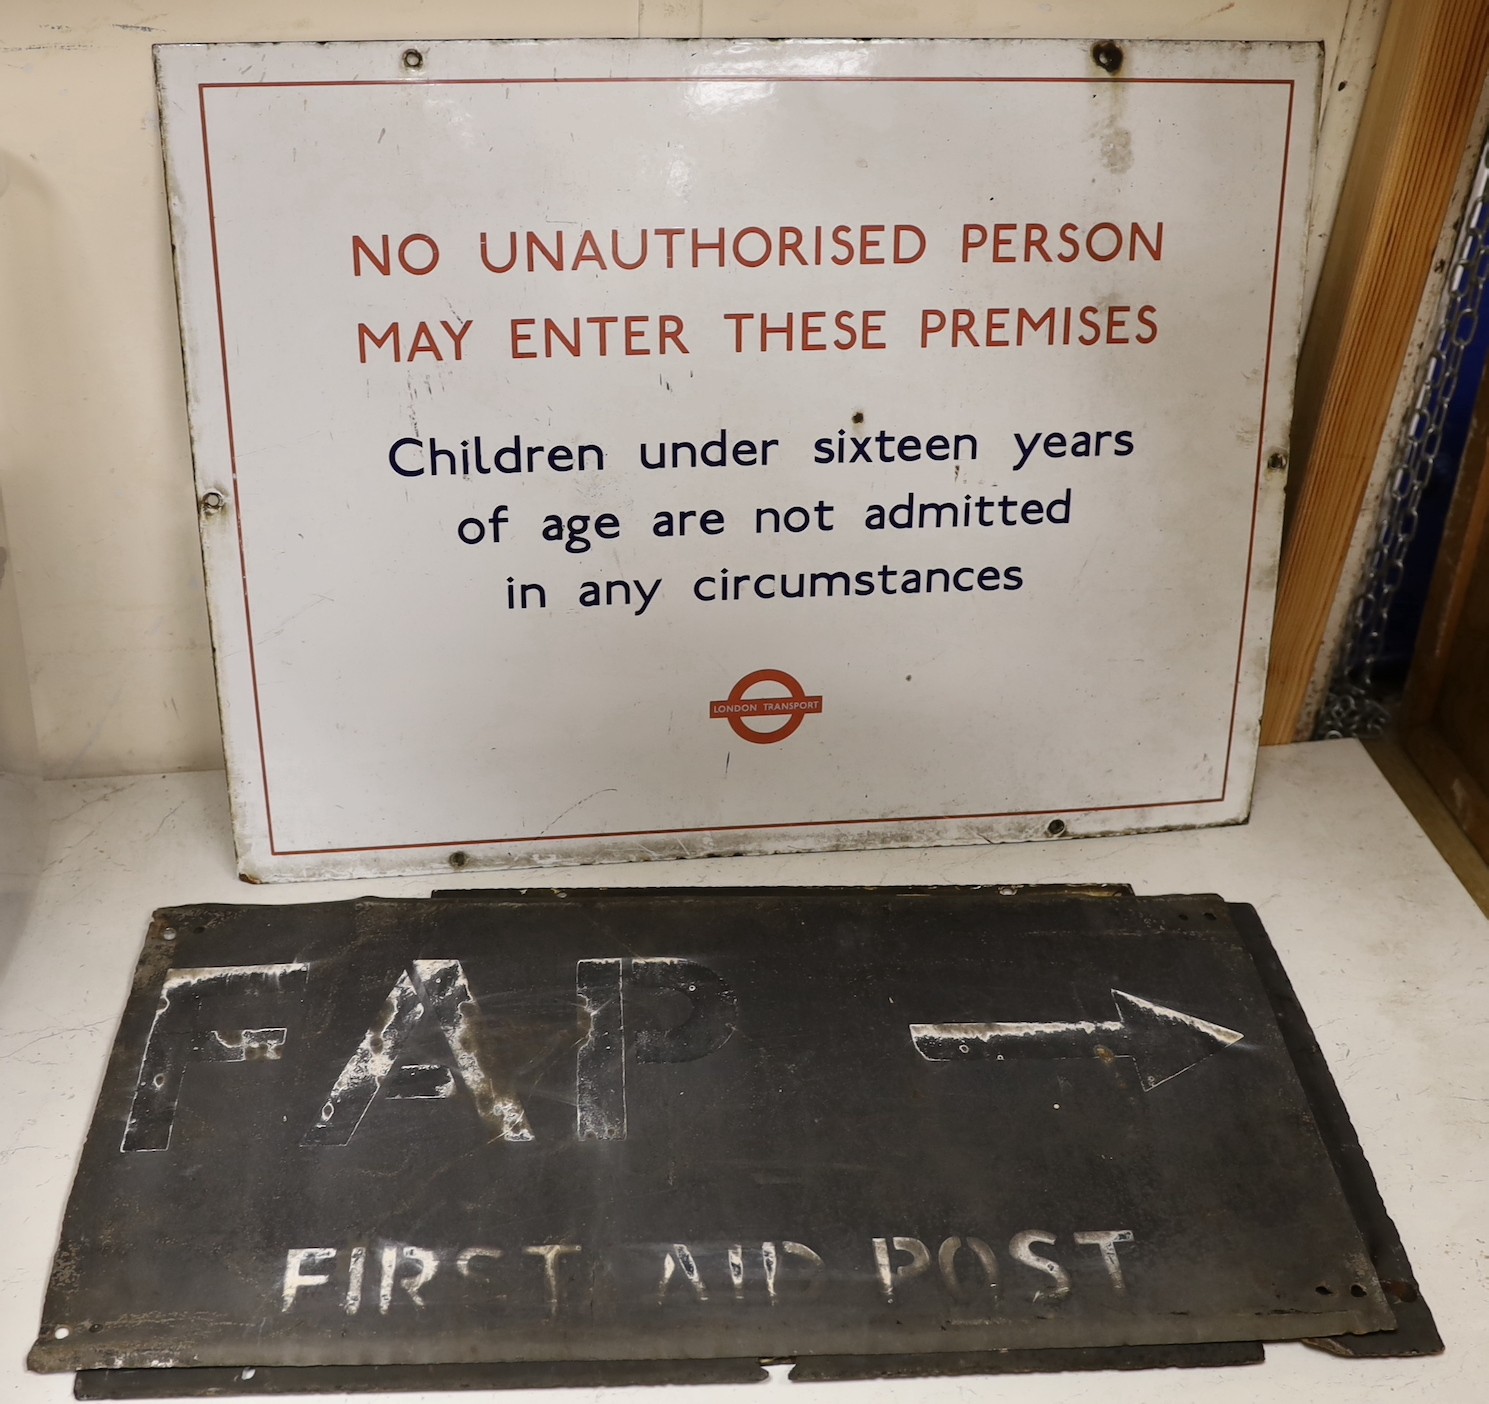 NO UNAUTHORISED PERSON
MAY ENTER THESE PREMISES
Children under sixteen years
of age are not admitted
in any circumstances
LONDON TRANSPORT
FAP
FIRST AID POST